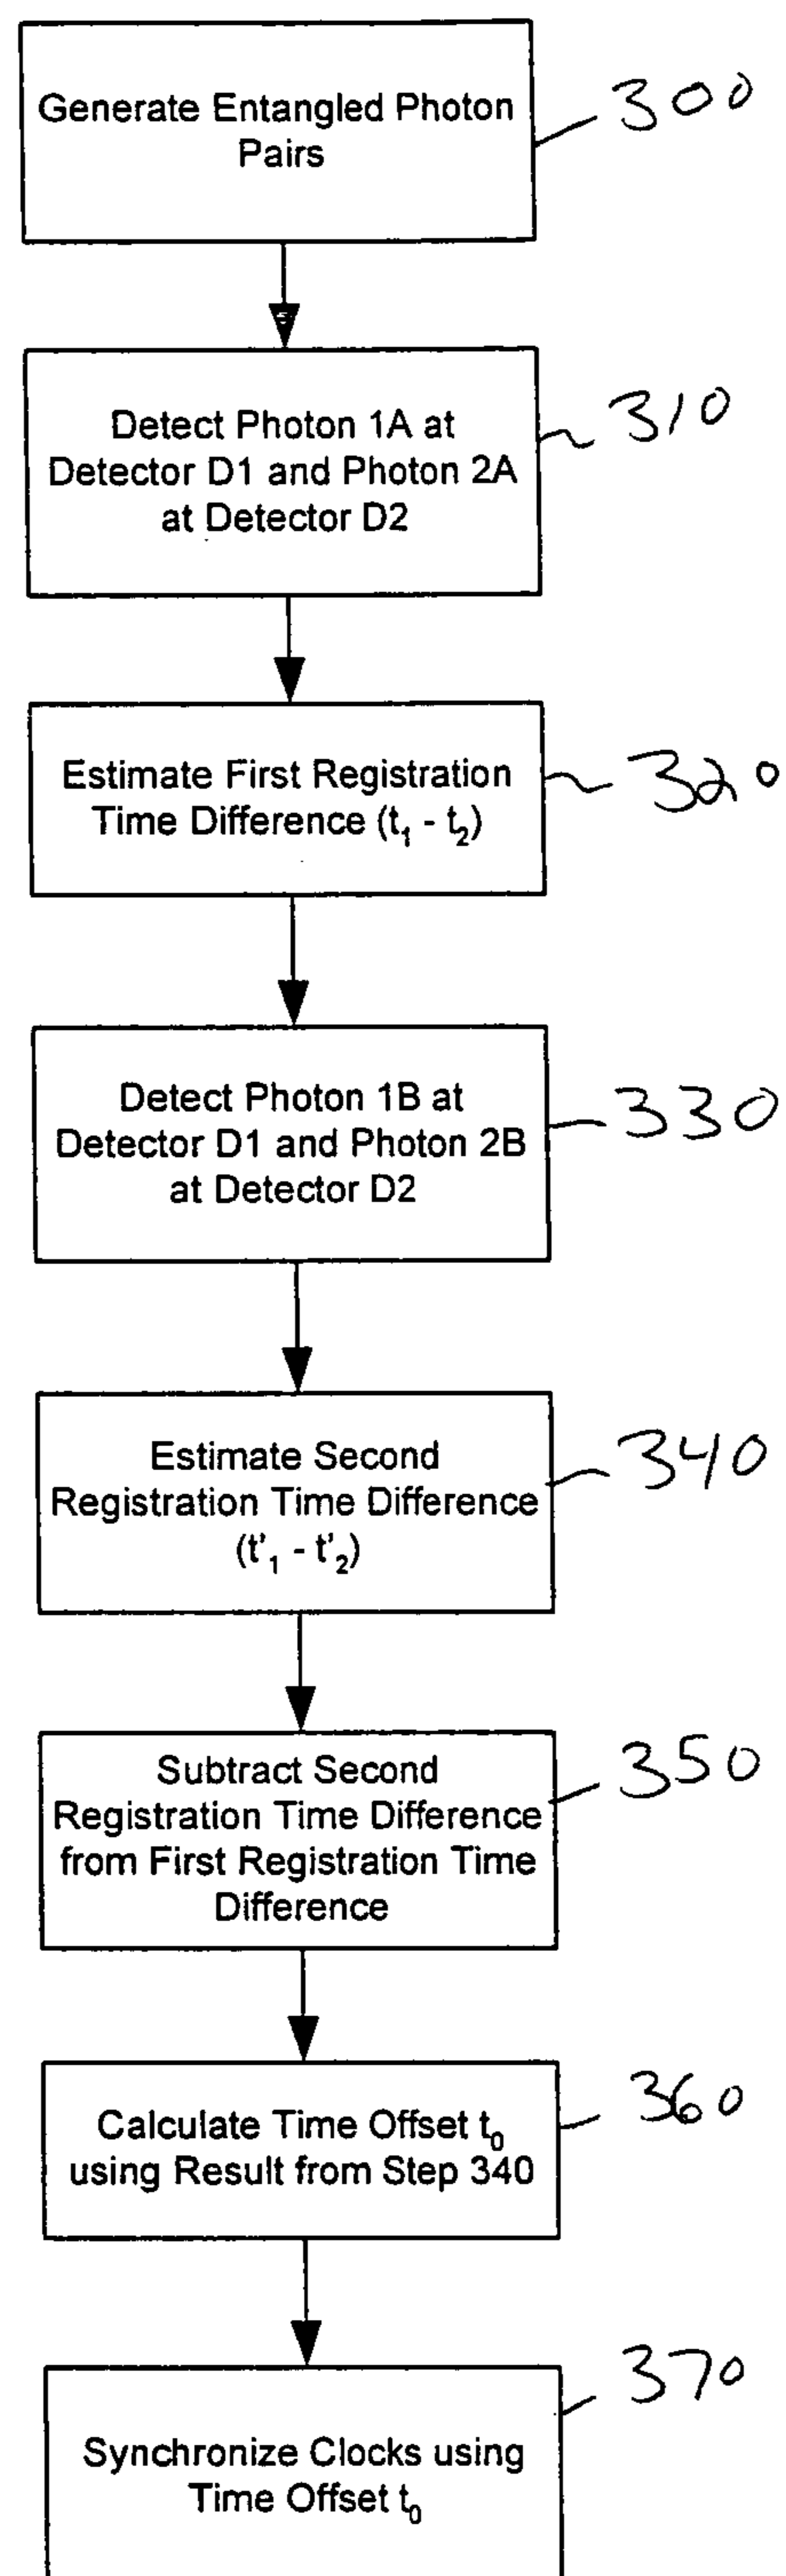 Generate Entangled Photon
Pairs
300
Detect Photon 1A at
Detector D1 and Photon 2A
at Detector D2
310
Estimate First Registration
Time Difference (t₁ - t₂)
320
Detect Photon 1B at
Detector D1 and Photon 2B
at Detector D2
330
Estimate Second
Registration Time Difference
(t'₁ - t'₂)
340
Subtract Second
Registration Time Difference
from First Registration Time
Difference
350
Calculate Time Offset t₀
using Result from Step 340
360
Synchronize Clocks using
Time Offset t₀
370